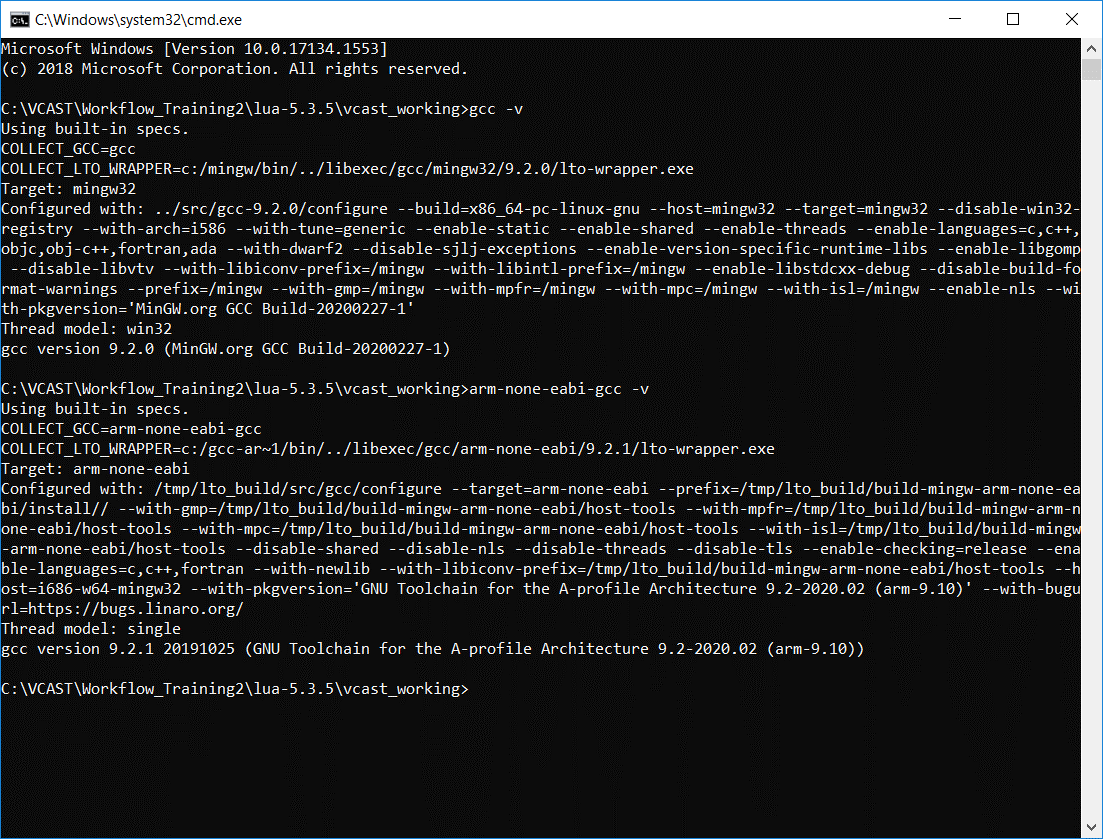 C:\Windows\system32\cmd.exe
Microsoft Windows [Version 10.0.17134.1553]
(c) 2018 Microsoft Corporation. All rights reserved.
C:\VCAST\Workflow_Training2\lua-5.3.5\vcast_working>gcc -v
Using built-in specs.
COLLECT_GCC=gcc
COLLECT_LTO_WRAPPER=c:/mingw/bin/../libexec/gcc/mingw32/9.2.0/lto-wrapper.exe
Target: mingw32
Configured with: ../src/gcc-9.2.0/configure --build=x86_64-pc-linux-gnu --host=mingw32 --target=mingw32 --disable-win32-
registry --with-arch=i586 --with-tune=generic --enable-static --enable-shared --enable-threads --enable-languages=c,c++,
objc,obj-c++,fortran,ada --with-dwarf2 --disable-sjlj-exceptions --enable-version-specific-runtime-libs --enable-libgomp
 --disable-libvtv --with-libiconv-prefix=/mingw --with-libintl-prefix=/mingw --enable-libstdcxx-debug --disable-build-fo
rmat-warnings --prefix=/mingw --with-gmp=/mingw --with-mpfr=/mingw --with-mpc=/mingw --with-isl=/mingw --enable-nls --wi
th-pkgversion='MinGW.org GCC Build-20200227-1'
Thread model: win32
gcc version 9.2.0 (MinGW.org GCC Build-20200227-1)
C:\VCAST\Workflow_Training2\lua-5.3.5\vcast_working>arm-none-eabi-gcc -v
Using built-in specs.
COLLECT_GCC=arm-none-eabi-gcc
COLLECT_LTO_WRAPPER=c:/gcc-ar~1/bin/../libexec/gcc/arm-none-eabi/9.2.1/lto-wrapper.exe
Target: arm-none-eabi
Configured with: /tmp/lto_build/src/gcc/configure --target=arm-none-eabi --prefix=/tmp/lto_build/build-mingw-arm-none-ea
bi/install// --with-gmp=/tmp/lto_build/build-mingw-arm-none-eabi/host-tools --with-mpfr=/tmp/lto_build/build-mingw-arm-n
one-eabi/host-tools --with-mpc=/tmp/lto_build/build-mingw-arm-none-eabi/host-tools --with-isl=/tmp/lto_build/build-mingw
-arm-none-eabi/host-tools --disable-shared --disable-nls --disable-threads --disable-tls --enable-checking=release --ena
ble-languages=c,c++,fortran --with-newlib --with-libiconv-prefix=/tmp/lto_build/build-mingw-arm-none-eabi/host-tools --h
ost=i686-w64-mingw32 --with-pkgversion='GNU Toolchain for the A-profile Architecture 9.2-2020.02 (arm-9.10)' --with-bugu
rl=https://bugs.linaro.org/
Thread model: single
gcc version 9.2.1 20191025 (GNU Toolchain for the A-profile Architecture 9.2-2020.02 (arm-9.10))
C:\VCAST\Workflow_Training2\lua-5.3.5\vcast_working>